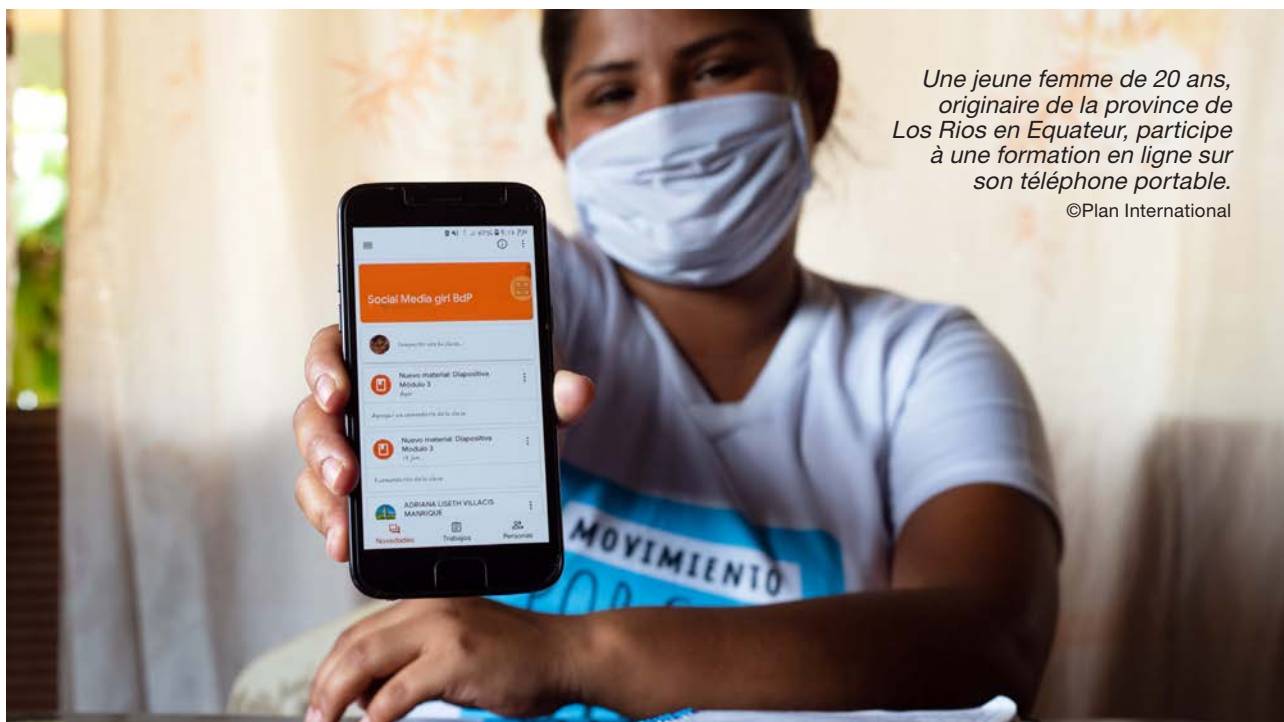 Une jeune femme de 20 ans,
originaire de la province de
Los Rios en Equateur, participe
à une formation en ligne sur
son téléphone portable.
©Plan International
Social Media girl BdP
Nuevo material: Diapositiva
Módulo 3
Ayer
Nuevo material: Diapositiva
Modulo 3
ADRIANA LISETH VILLACIS
MANRIQUE
Novedades Trabajos Personas
MOVIMIENTO